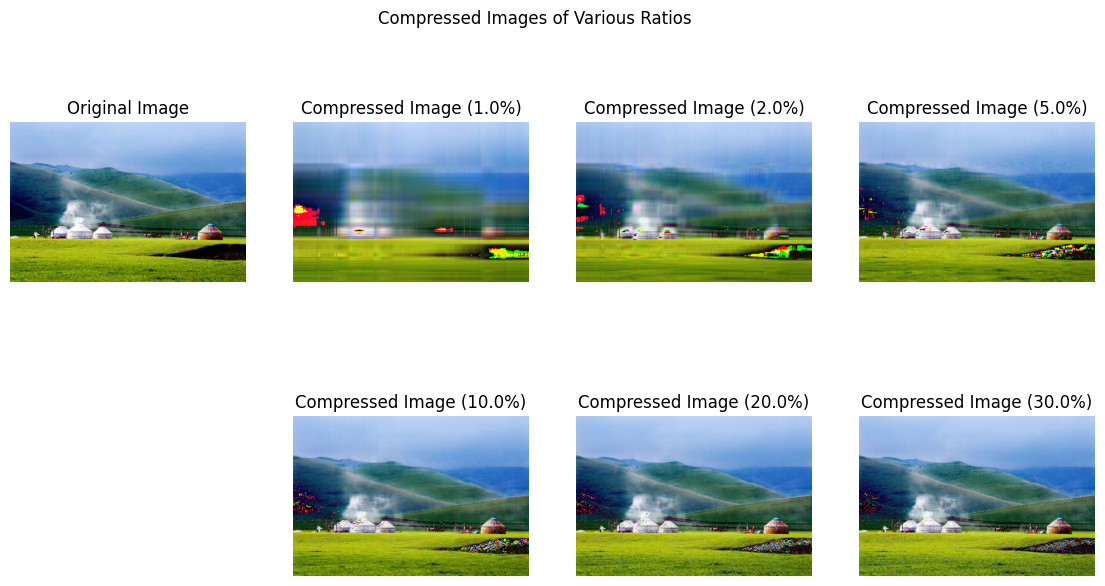 Compressed Images of Various Ratios
Original Image
Compressed Image (1.0%)
Compressed Image (2.0%)
Compressed Image (5.0%)
Compressed Image (10.0%)
Compressed Image (20.0%)
Compressed Image (30.0%)